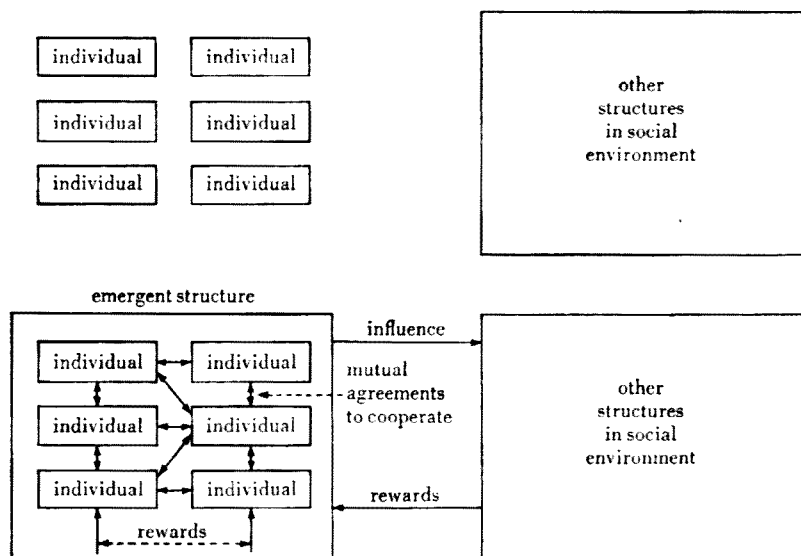 individual individual
individual individual
individual individual
other
structures
in social
environment
emergent structure
individual individual
individual individual
individual individual
rewards
influence
mutual
agreements
to cooperate
rewards
other
structures
in social
environment